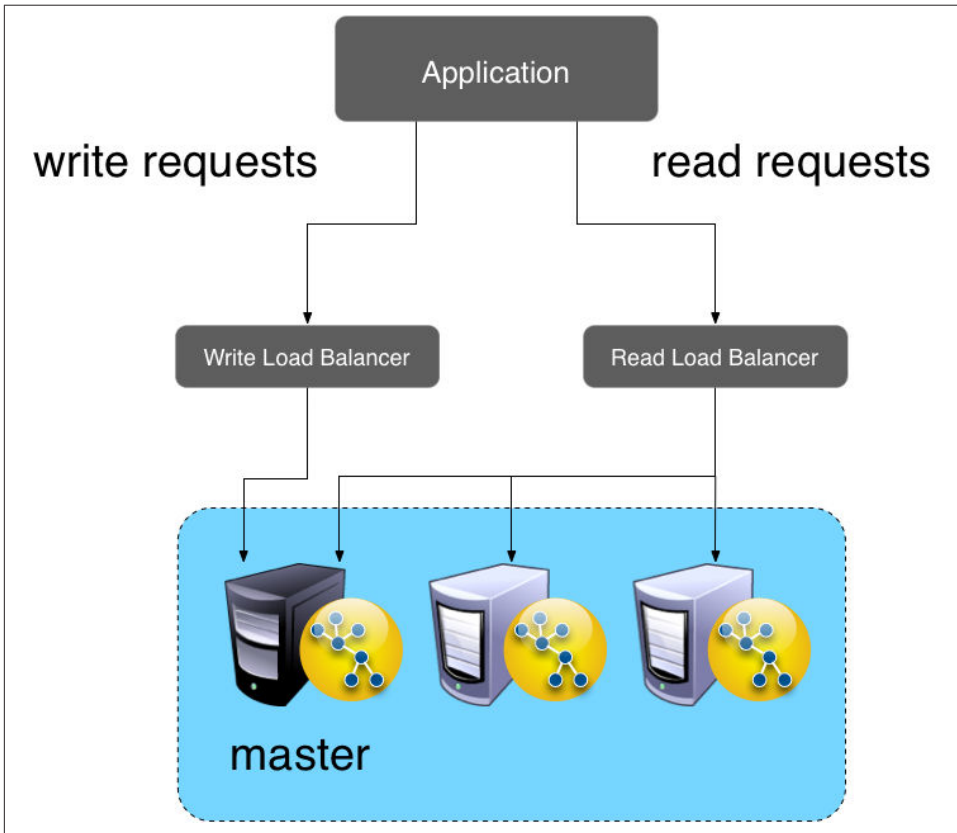 Application
write requests
read requests
Write Load Balancer
Read Load Balancer
master